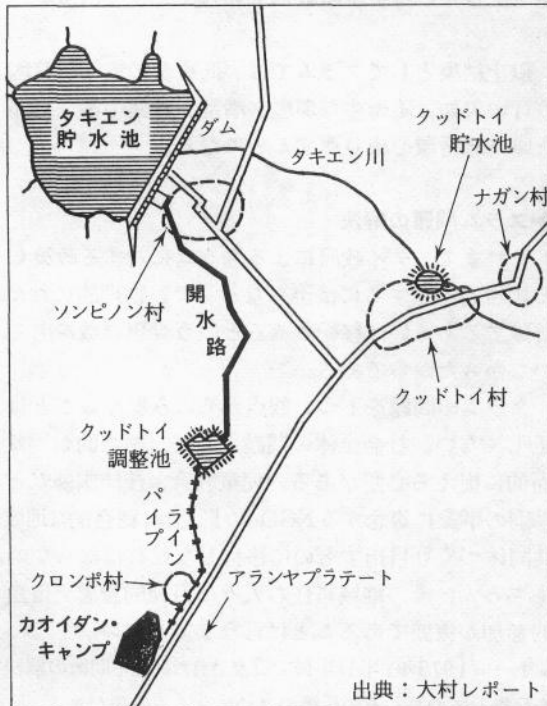 タキエン
貯水池
ダム
タキエン川
クッドトイ
貯水池
ナガン村
ソンピノン村
開水路
クッドトイ村
クッドトイ
調整池
パイプライン
クロンポ村
アランヤプラテート
カオイダン・
キャンプ
出典：大村レポート